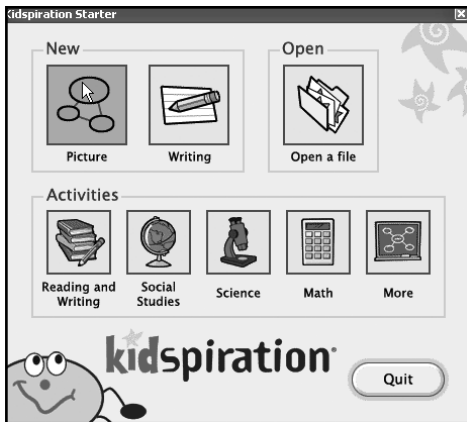 Kidspiration Starter
New
Open
Picture
Writing
Open a file
Activities
Reading and
Writing
Social
Studies
Science
Math
More
kidspiration
Quit